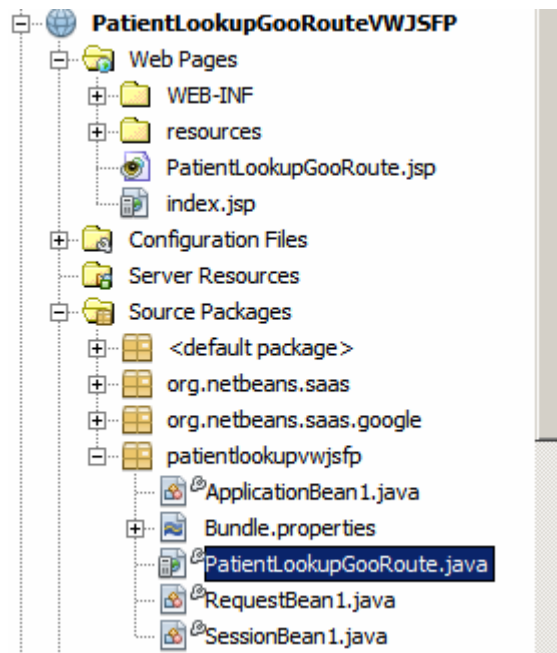 PatientLookupGooRouteVWJSFP
Web Pages
WEB-INF
resources
PatientLookupGooRoute.jsp
index.jsp
Configuration Files
Server Resources
Source Packages
<default package>
org.netbeans.saas
org.netbeans.saas.google
patientlookupvwjsfp
ApplicationBean1.java
Bundle.properties
PatientLookupGooRoute.java
RequestBean1.java
SessionBean1.java